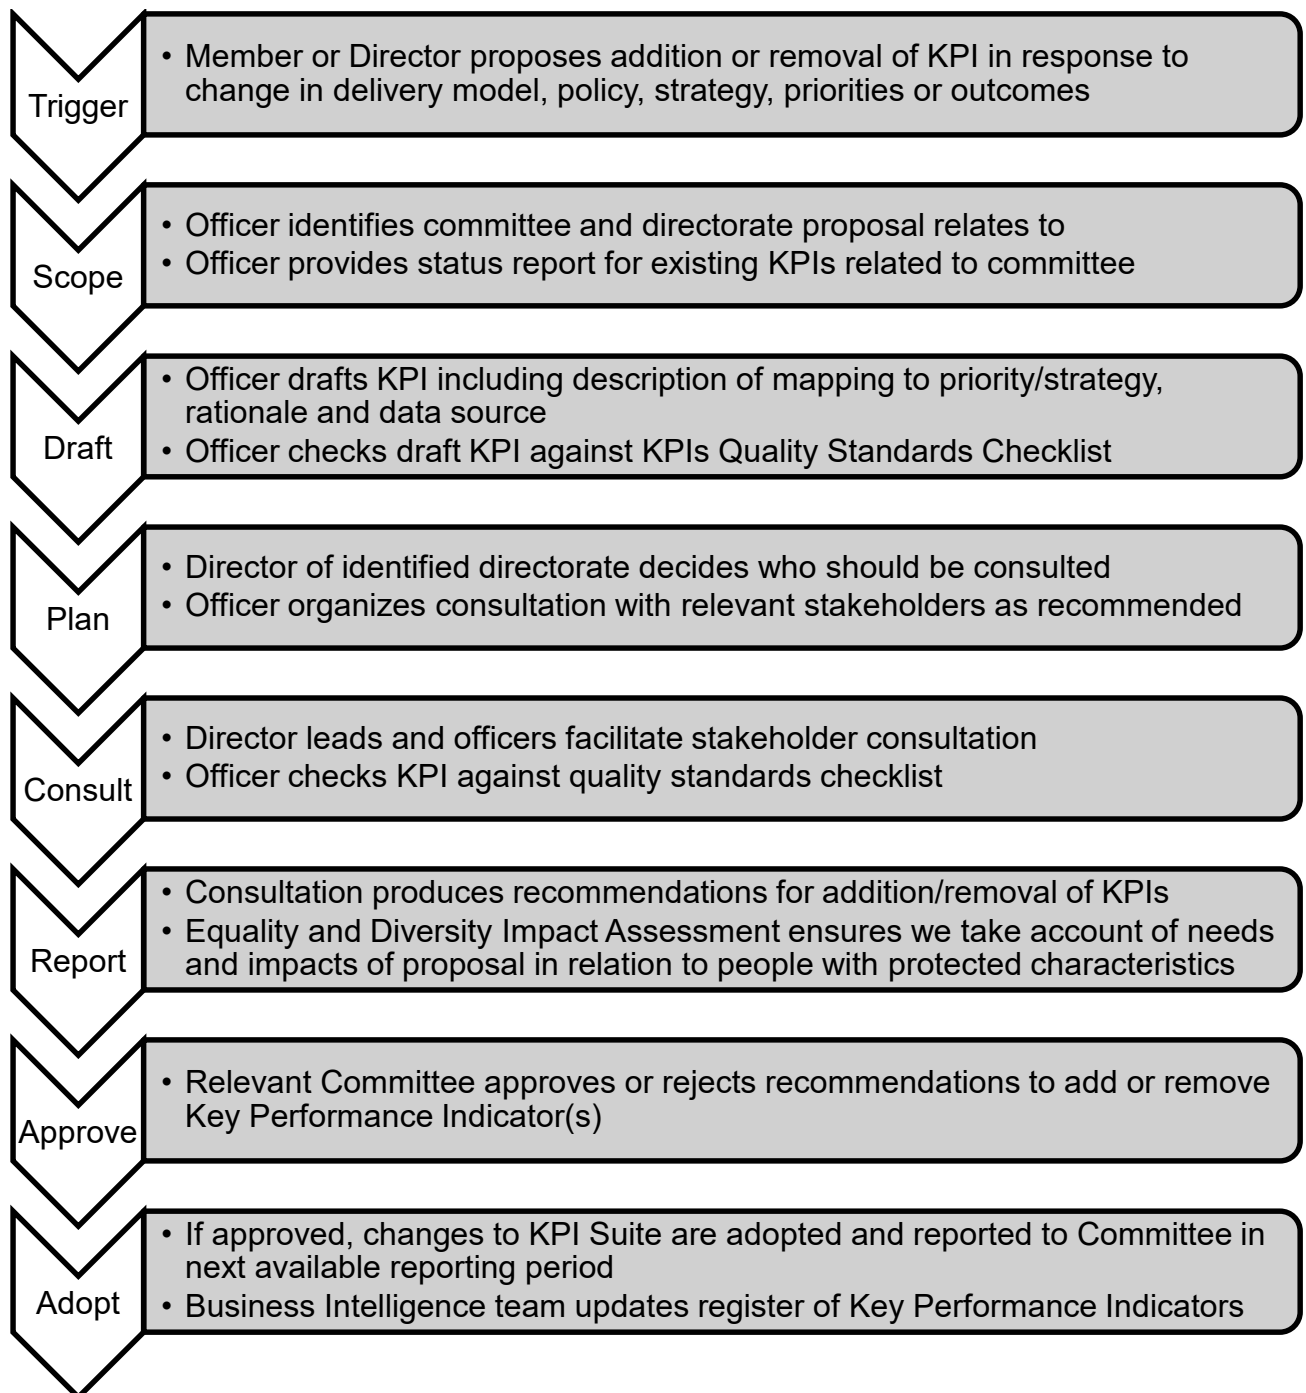 Trigger
• Member or Director proposes addition or removal of KPI in response to
change in delivery model, policy, strategy, priorities or outcomes
Scope
• Officer identifies committee and directorate proposal relates to
• Officer provides status report for existing KPIs related to committee
Draft
• Officer drafts KPI including description of mapping to priority/strategy,
rationale and data source
• Officer checks draft KPI against KPIs Quality Standards Checklist
Plan
• Director of identified directorate decides who should be consulted
• Officer organizes consultation with relevant stakeholders as recommended
Consult
• Director leads and officers facilitate stakeholder consultation
• Officer checks KPI against quality standards checklist
Report
• Consultation produces recommendations for addition/removal of KPIs
• Equality and Diversity Impact Assessment ensures we take account of needs
and impacts of proposal in relation to people with protected characteristics
Approve
• Relevant Committee approves or rejects recommendations to add or remove
Key Performance Indicator(s)
Adopt
• If approved, changes to KPI Suite are adopted and reported to Committee in
next available reporting period
• Business Intelligence team updates register of Key Performance Indicators